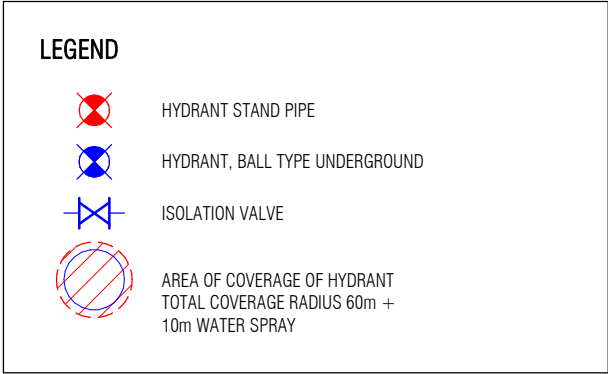 LEGEND
HYDRANT STAND PIPE
HYDRANT, BALL TYPE UNDERGROUND
ISOLATION VALVE
AREA OF COVERAGE OF HYDRANT
TOTAL COVERAGE RADIUS 60m +
10m WATER SPRAY